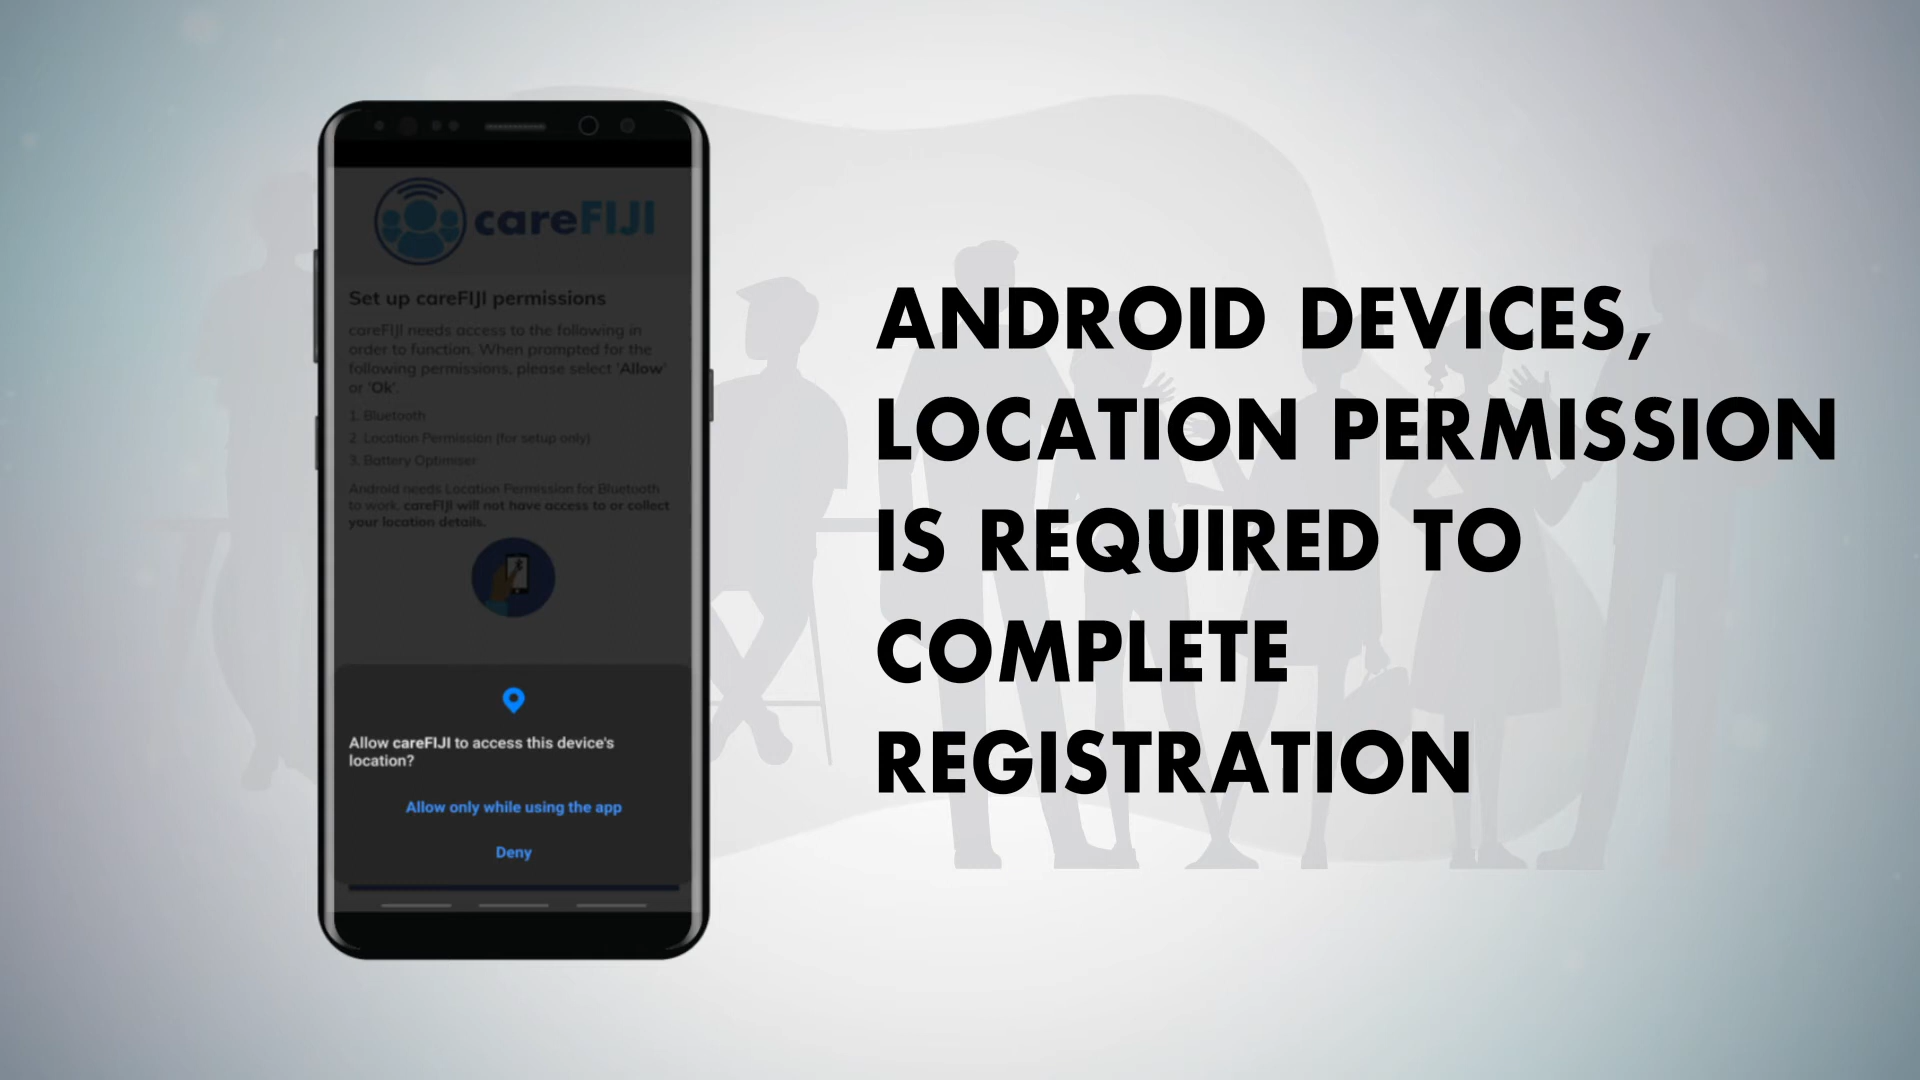 careFIJI
Set up careFIJI permissions
careFIJI needs access to the following in
order to function. When prompted for the
following permissions, please select 'Allow'
or 'Ok'.
1. Bluetooth
2. Location Permission (for setup only)
3. Battery Optimiser
Android needs Location Permission for Bluetooth
to work, careFIJI will not have access to or collect
your location details.
Allow careFIJI to access this device's
location?
Allow only while using the app
Deny
ANDROID DEVICES,
LOCATION PERMISSION
IS REQUIRED TO
COMPLETE
REGISTRATION